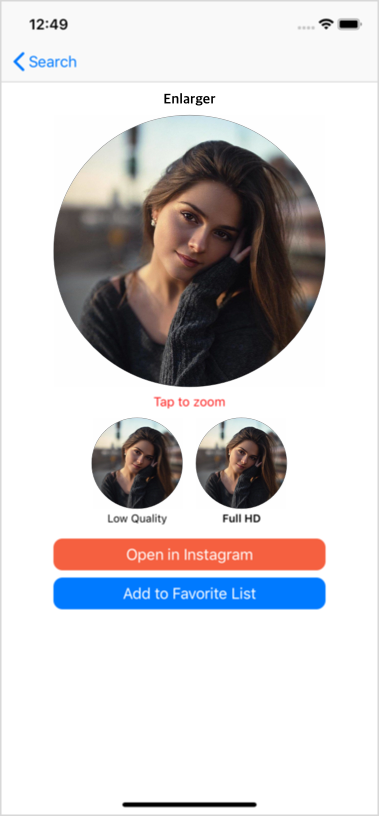 12:49
Search
Enlarger
Tap to zoom
Low Quality
Full HD
Open in Instagram
Add to Favorite List